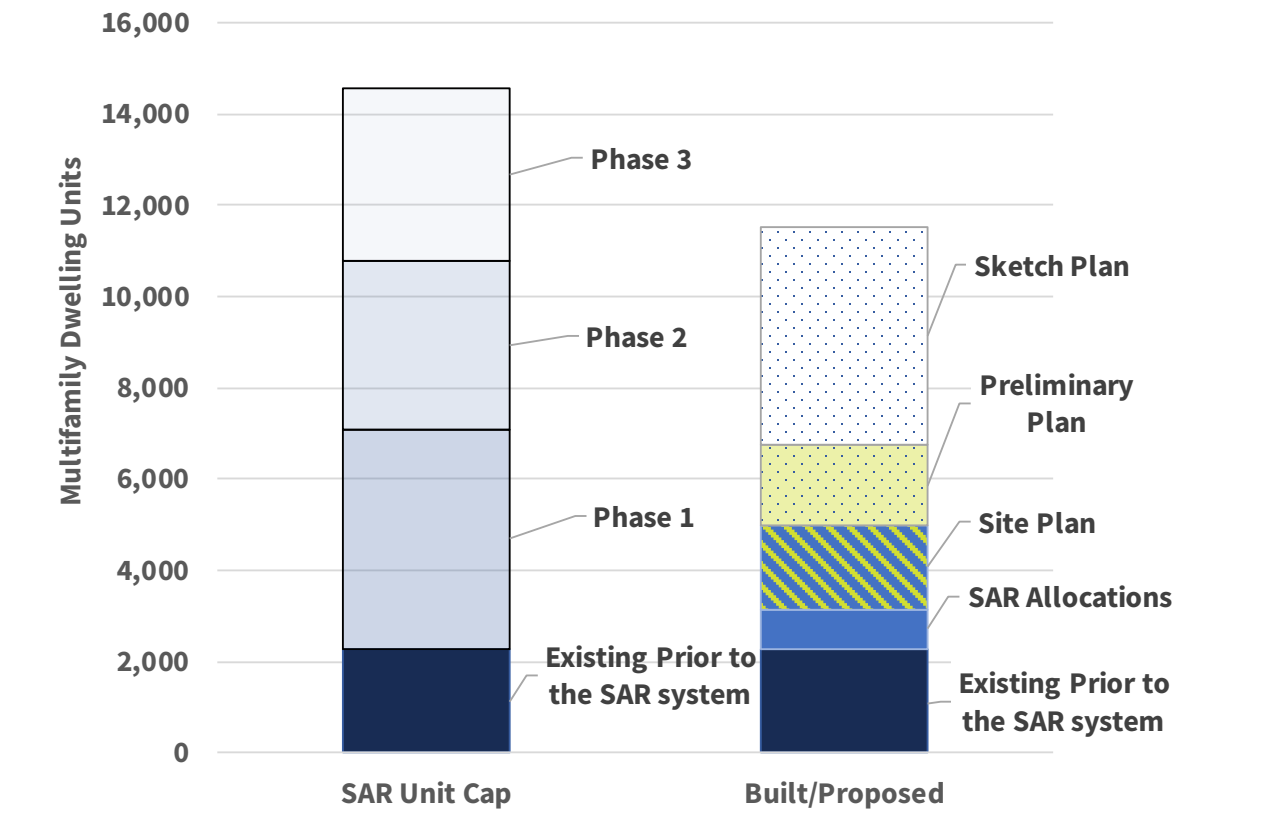 16,000
14,000
12,000
10,000
8,000
6,000
4,000
2,000
0
Multifamily Dwelling Units
Phase 3
Phase 2
Phase 1
Existing Prior to
the SAR system
Sketch Plan
Preliminary
Plan
Site Plan
SAR Allocations
Existing Prior to
the SAR system
SAR Unit Cap
Built/Proposed